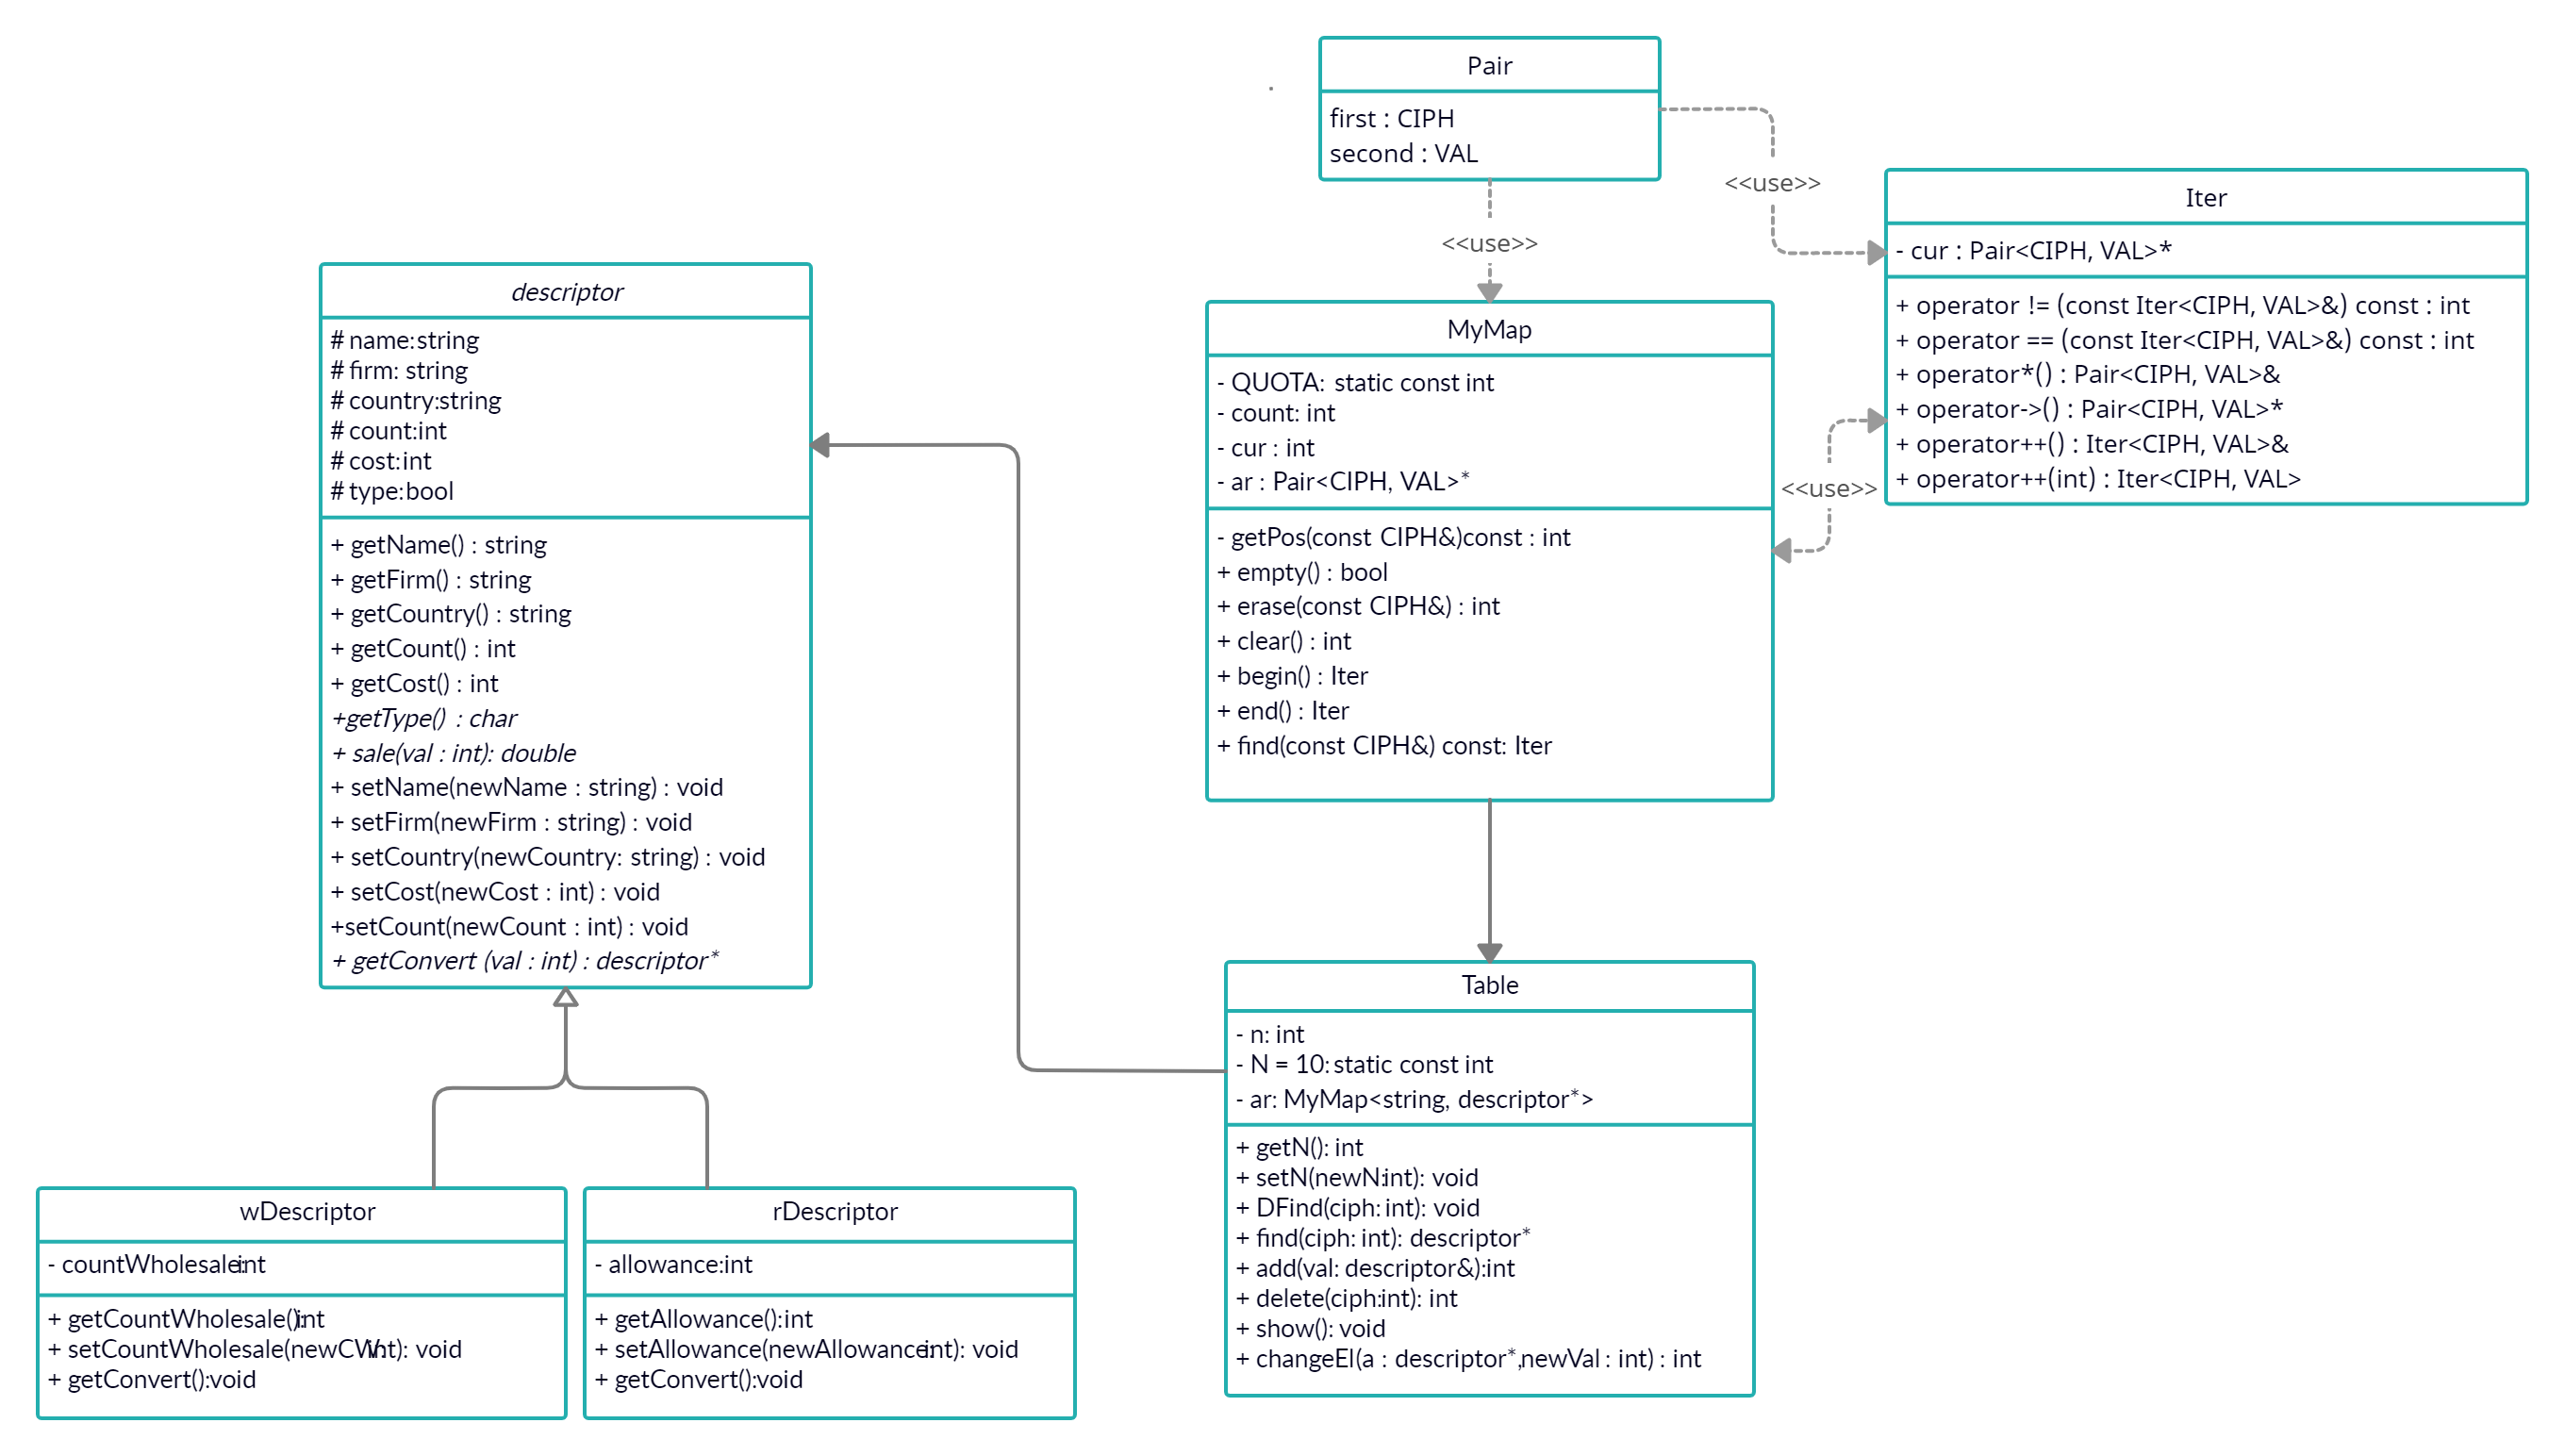 Pair
first : CIPH
second : VAL
<<use>>
<<use>>
Iter
- cur : Pair<CIPH, VAL>*
+ operator != (const Iter<CIPH, VAL>&) const : int
+ operator == (const Iter<CIPH, VAL>&) const : int
+ operator*() : Pair<CIPH, VAL>&
+ operator->() : Pair<CIPH, VAL>*
+ operator++() : Iter<CIPH, VAL>&
+ operator++(int) : Iter<CIPH, VAL>
<<use>>
MyMap
- QUOTA: static const int
- count: int
- cur : int
- ar : Pair<CIPH, VAL>*
- getPos(const CIPH&)const : int
+ empty() : bool
+ erase(const CIPH&) : int
+ clear() : int
+ begin() : Iter
+ end() : Iter
+ find(const CIPH&) const: Iter
descriptor
# name:string
# firm: string
# country:string
# count:int
# cost:int
# type:bool
+ getName() : string
+ getFirm() : string
+ getCountry() : string
+ getCount() : int
+ getCost() : int
+getType() : char
+ sale(val : int): double
+ setName(newName : string) : void
+ setFirm(newFirm : string) : void
+ setCountry(newCountry: string) : void
+ setCost(newCost : int) : void
+setCount(newCount : int) : void
+ getConvert (val : int) : descriptor*
Table
- n: int
- N = 10: static const int
- ar: MyMap<string, descriptor*>
+ getN(): int
+ setN(newN:int): void
+ DFind(ciph: int): void
+ find(ciph: int): descriptor*
+ add(val: descriptor&):int
+ delete(ciph:int): int
+ show(): void
+ changeEl(a : descriptor*,newVal : int) : int
wDescriptor
- countWholesale:int
+ getCountWholesale():int
+ setCountWholesale(newCW:int): void
+ getConvert():void
rDescriptor
- allowance:int
+ getAllowance():int
+ setAllowance(newAllowance:int): void
+ getConvert():void